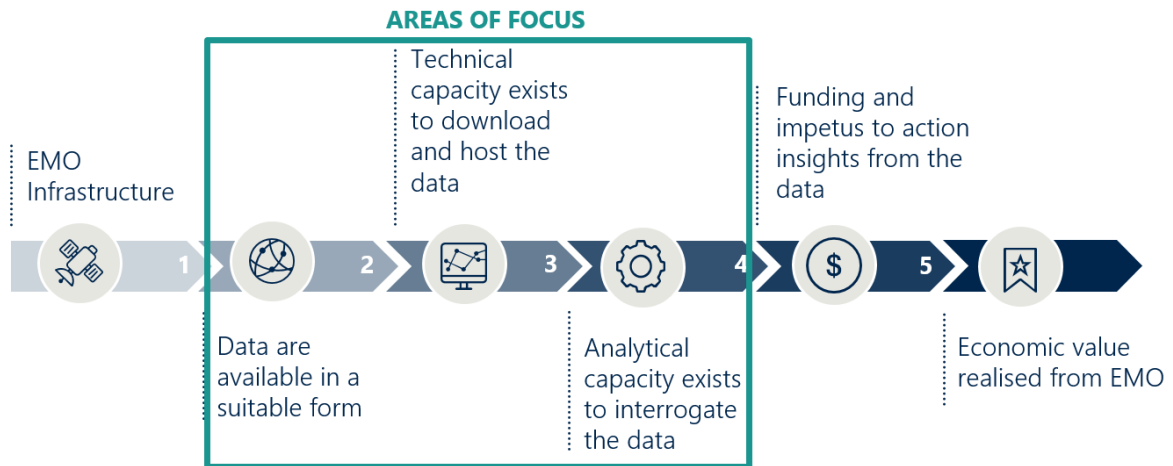 AREAS OF FOCUS
EMO
Infrastructure
1
Data are
available in a
suitable form
2
Technical
capacity exists
to download
and host the
data
3
Analytical
capacity exists
to interrogate
the data
4
Funding and
impetus to action
insights from the
data
$
5
Economic value
realised from EMO